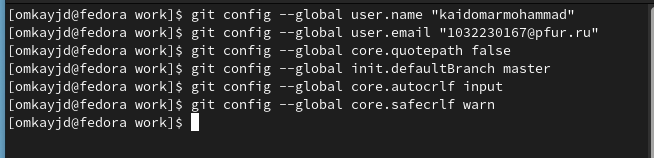 [omkayjd@fedora work]$ git config --global user.name "kaidomarmohammad"
[omkayjd@fedora work]$ git config --global user.email "1032230167@pfur.ru"
[omkayjd@fedora work]$ git config --global core.quotepath false
[omkayjd@fedora work]$ git config --global init.defaultBranch master
[omkayjd@fedora work]$ git config --global core.autocrlf input
[omkayjd@fedora work]$ git config --global core.safecrlf warn
[omkayjd@fedora work]$